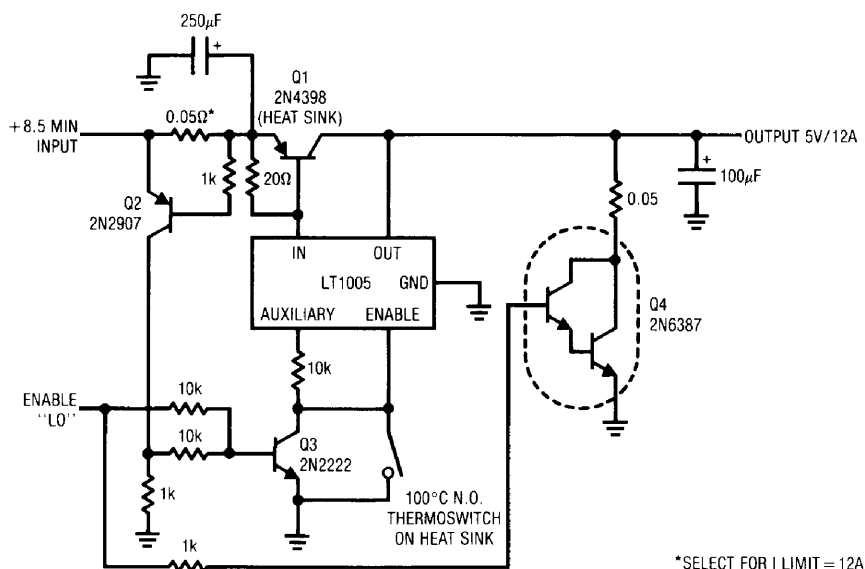 250µF
+
Q1
2N4398
(HEAT SINK)
+8.5 MIN
INPUT
0.05Ω*
OUTPUT 5V/12A
1k
20Ω
+
100µF
0.05
Q2
2N2907
IN
OUT
LT1005
GND
AUXILIARY
ENABLE
Q4
2N6387
10k
ENABLE
"LO"
10k
10k
Q3
2N2222
1k
100°C N.O.
THERMOSWITCH
ON HEAT SINK
1k
*SELECT FOR I LIMIT = 12A